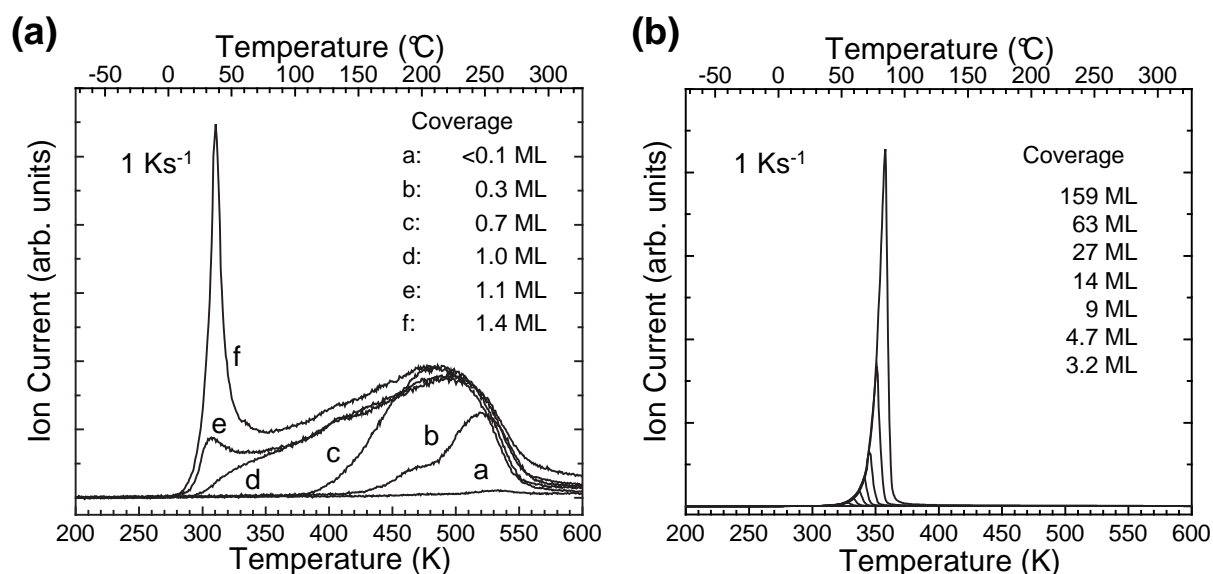 (a)
Temperature (°C)
-50 0 50 100 150 200 250 300
Ion Current (arb. units)
1 Ks-1
Coverage
a: <0.1 ML
b: 0.3 ML
c: 0.7 ML
d: 1.0 ML
e: 1.1 ML
f: 1.4 ML
f
e
d
c
b
a
200 250 300 350 400 450 500 550 600
Temperature (K)
(b)
Temperature (°C)
-50 0 50 100 150 200 250 300
Ion Current (arb. units)
1 Ks-1
Coverage
159 ML
63 ML
27 ML
14 ML
9 ML
4.7 ML
3.2 ML
200 250 300 350 400 450 500 550 600
Temperature (K)